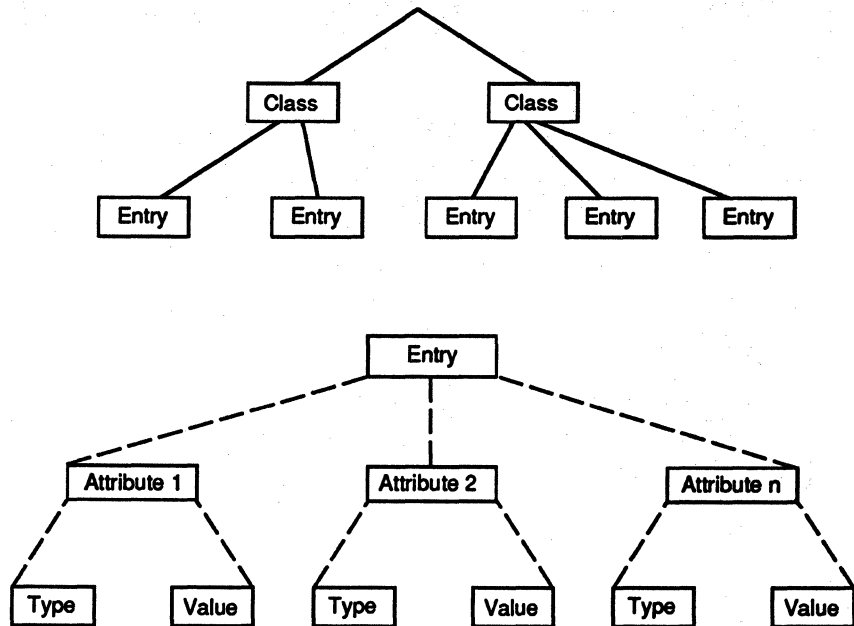 Class Class
Entry Entry Entry Entry Entry
Entry
Attribute 1 Attribute 2 Attribute n
Type Value Type Value Type Value